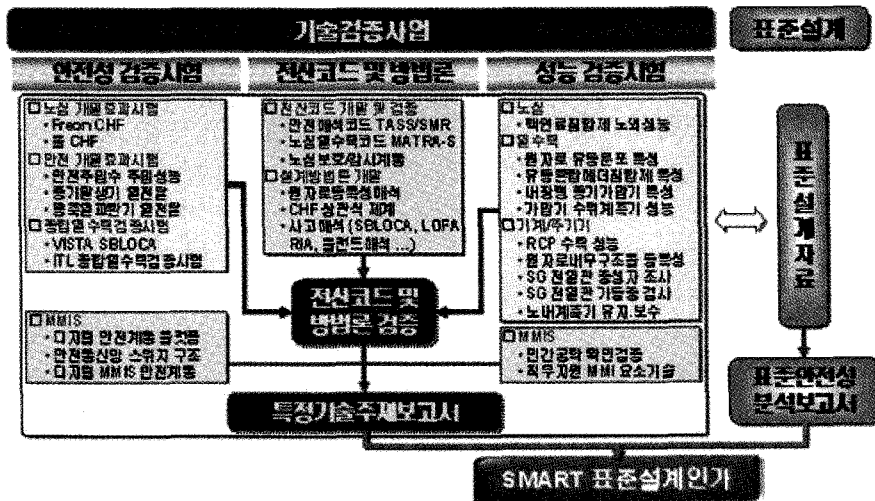 기술검증사업
표준설계
안전성 검증시험
전산코드 및 방법론
성능 검증시험
□ 노심 개별효과시험
• Freon CHF
• 물 CHF
□ 안전 개별효과시험
• 안전주입수 주입성능
• 증기발생기 열전달
• 응축열교환기 열전달
□ 종합열수력검증시험
• VISTA SBLOCA
• ITL 종합열수력검증시험
□ MMIS
• 디지털 안전계통 플랫폼
• 안전통신망 스위치 구조
• 디지털 MMIS 안전계통
□ 전산코드 개발 및 검증
• 안전해석코드 TASS/SMR
• 노심열수력코드 MATRA-S
• 노심보호/감시계통
□ 설계방법론 개발
• 원자로동특성해석
• CHF 상관식 체계
• 사고해석 (SBLOCA, LOFA
RIA, 플랜트해석 ...)
전산코드 및
방법론 검증
□ 노심
• 핵연료집합체 노외성능
□ 열수력
• 원자로 유동분포 특성
• 유동혼합헤더집합체 특성
• 내장형 증기가압기 특성
• 가압기 수위계측기 성능
□ 기계/주기기
• RCP 수력 성능
• 원자로내부구조물 동특성
• SG 전열관 중성자 조사
• SG 전열관 가동중 검사
• 노내계측기 유지.보수
□ MMIS
• 인간공학 확인검증
• 직무지원 MMI 요소기술
특정기술주제보고서
표준설계자료
표준안전성
분석보고서
SMART 표준설계인가